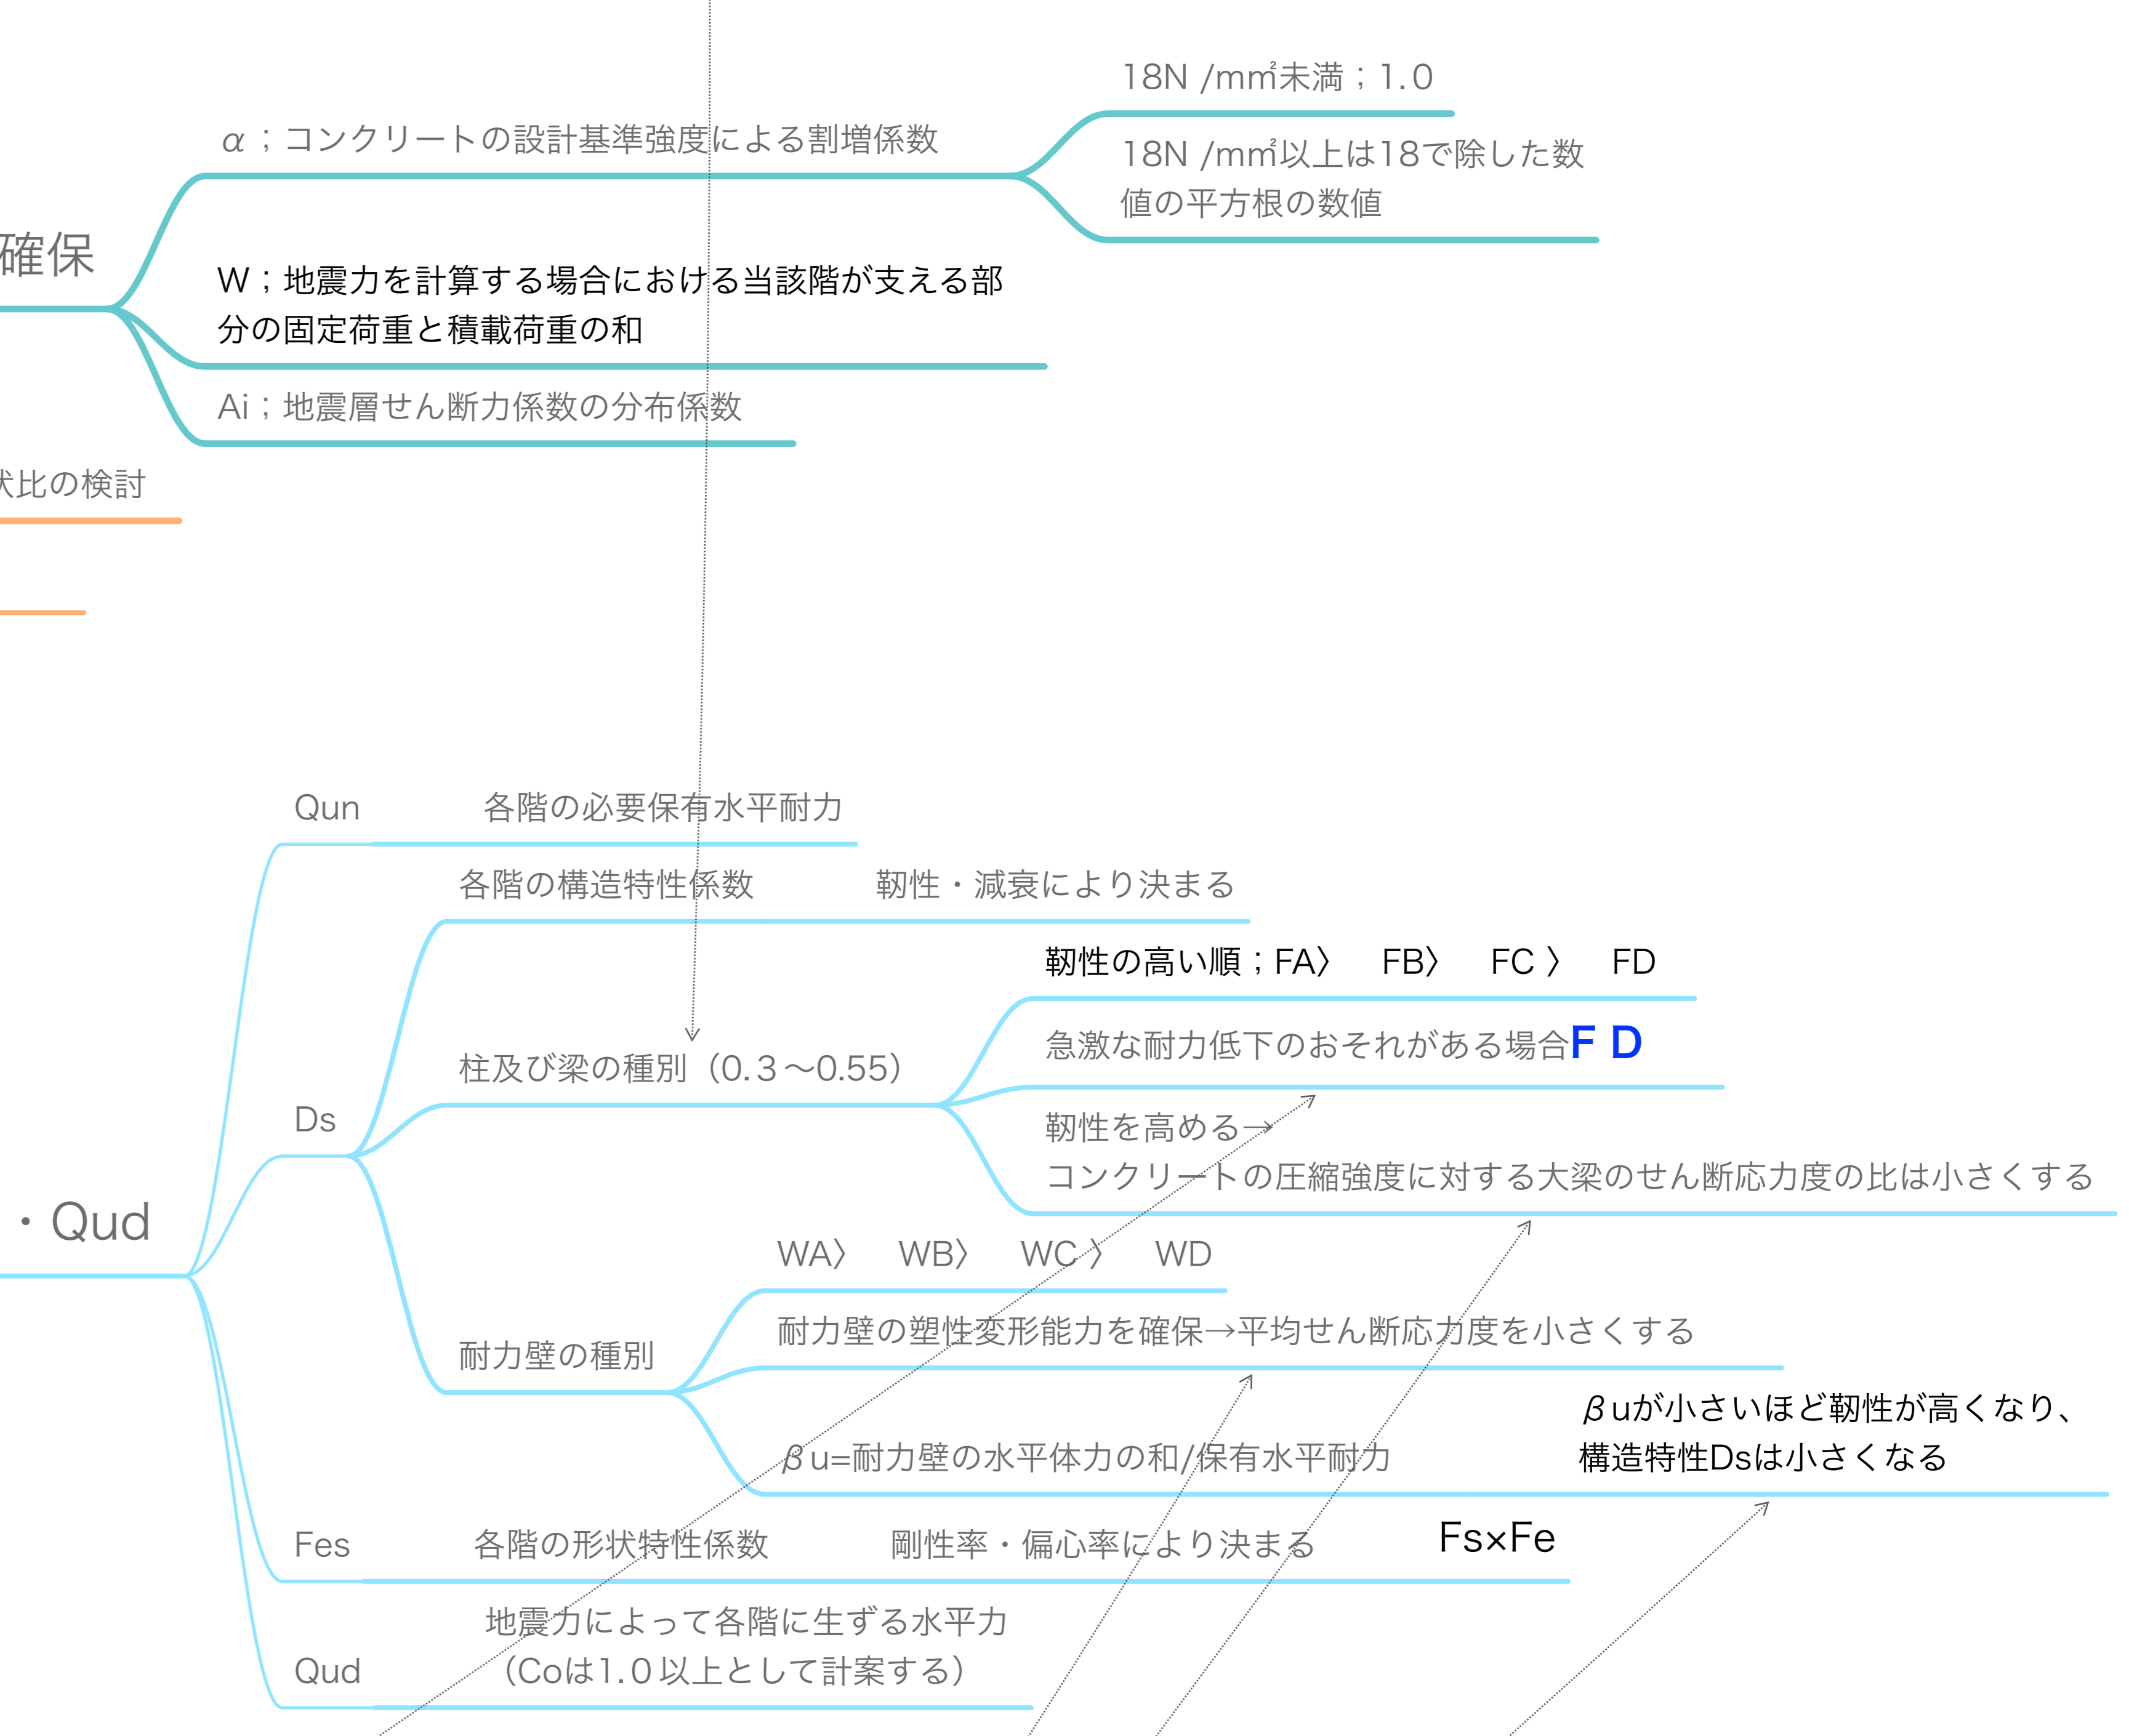 18N /m㎡未満；1.0
α；コンクリートの設計基準強度による割増係数
18N /m㎡以上は18で除した数
値の平方根の数値
確保
W；地震力を計算する場合における当該階が支える部
分の固定荷重と積載荷重の和
Ai；地震層せん断力係数の分布係数
状比の検討
Qun 各階の必要保有水平耐力
各階の構造特性係数 靭性・減衰により決まる
靭性の高い順；FA〉 FB〉 FC 〉 FD
急激な耐力低下のおそれがある場合F D
柱及び梁の種別（0.３〜0.55）
Ds
靭性を高める→
コンクリートの圧縮強度に対する大梁のせん断応力度の比は小さくする
・Qud
WA〉 WB〉 WC 〉 WD
耐力壁の塑性変形能力を確保→平均せん断応力度を小さくする
耐力壁の種別
βuが小さいほど靭性が高くなり、
構造特性Dsは小さくなる
βu=耐力壁の水平体力の和/保有水平耐力
Fes 各階の形状特性係数 剛性率・偏心率により決まる Fs×Fe
地震力によって各階に生ずる水平力
Qud （Coは1.０以上として計案する）